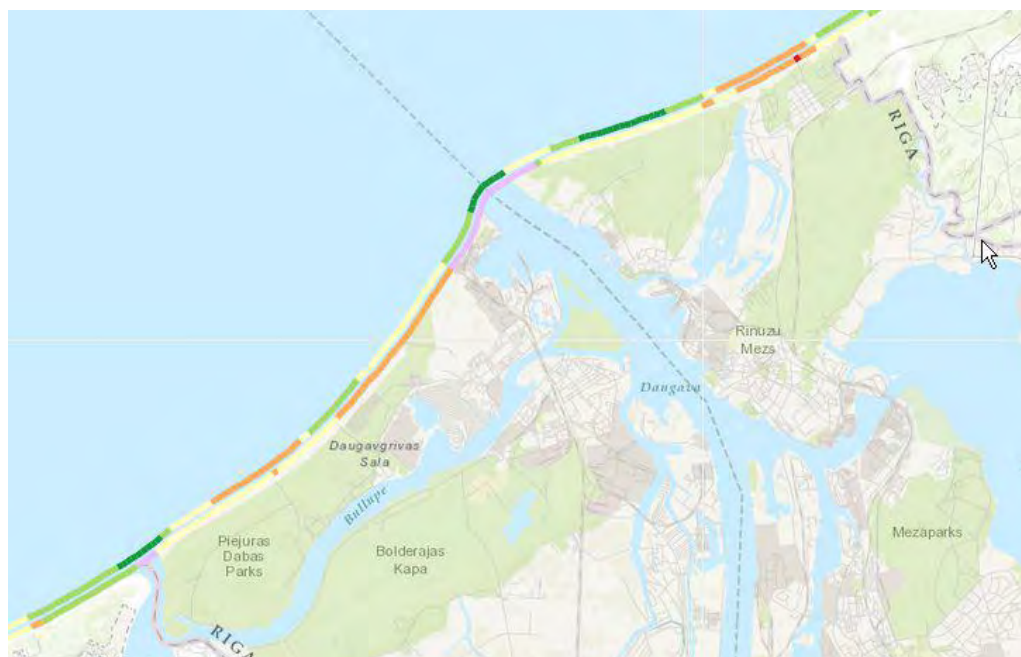 RIGA
Rinuzu
Mezs
Daugava
Daugavgrivas
Sala
Bullupe
Piejuras
Dabas
Parks
Bolderajas
Kapa
Mezaparks
RIGA